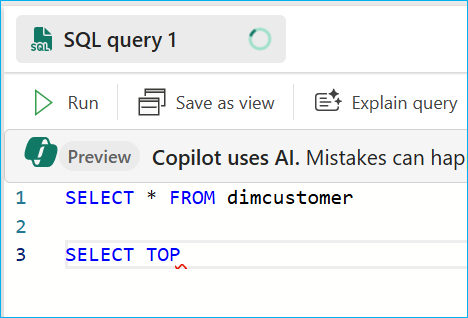 SQL
SQL query 1
Run
Save as view
Explain query
Preview
Copilot uses AI. Mistakes can hap
1 SELECT * FROM dimcustomer
2
3 SELECT TOP